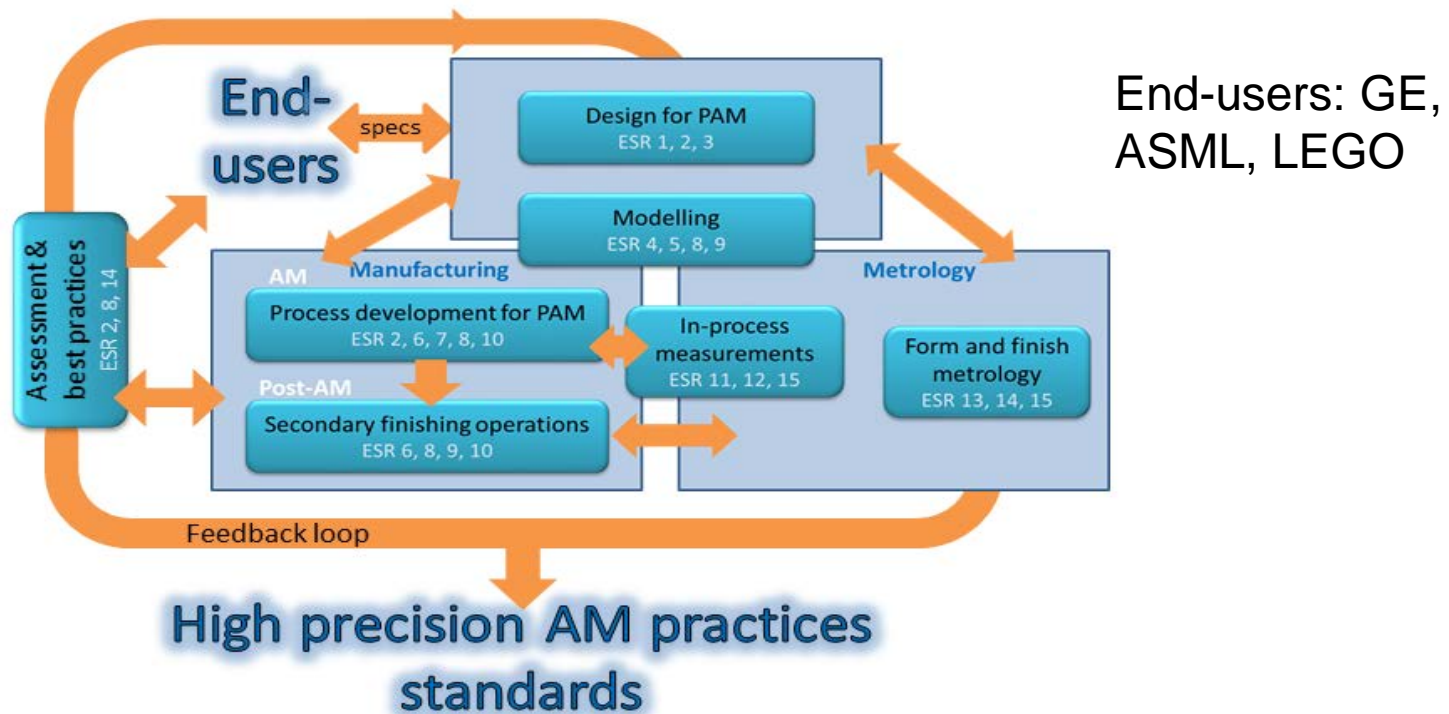 End-
users
specs
Design for PAM
ESR 1, 2, 3
End-users: GE,
ASML, LEGO
Modelling
ESR 4, 5, 8, 9
Assessment &
best practices
ESR 2, 8, 14
AM
Manufacturing
Metrology
Process development for PAM
ESR 2, 6, 7, 8, 10
In-process
measurements
ESR 11, 12, 15
Form and finish
metrology
ESR 13, 14, 15
Post-AM
Secondary finishing operations
ESR 6, 8, 9, 10
Feedback loop
High precision AM practices
standards